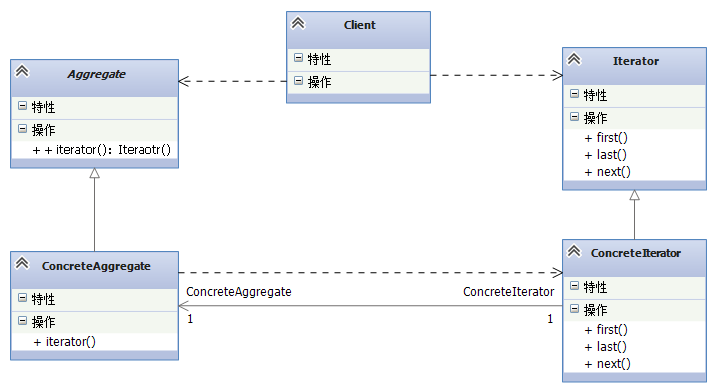 Client
特性
操作
Aggregate
特性
操作
+ + iterator(): Iteraotr()
Iterator
特性
操作
+ first()
+ last()
+ next()
ConcreteAggregate
特性
操作
+ iterator()
ConcreteAggregate
1
ConcreteIterator
1
ConcreteIterator
特性
操作
+ first()
+ last()
+ next()